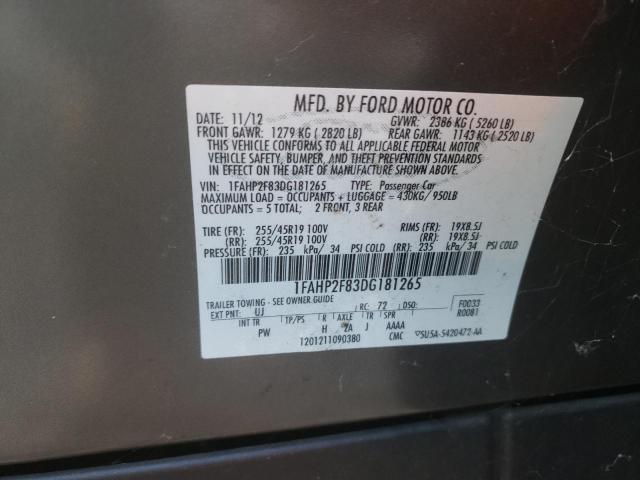 MFD. BY FORD MOTOR CO.
DATE: 11/12 GVWR: 2386 KG ( 5260 LB)
FRONT GAWR: 1279 KG ( 2820 LB) REAR GAWR: 1143 KG ( 2520 LB)
THIS VEHICLE CONFORMS TO ALL APPLICABLE FEDERAL MOTOR
VEHICLE SAFETY, BUMPER, AND THEFT PREVENTION STANDARDS
IN EFFECT ON THE DATE OF MANUFACTURE SHOWN ABOVE.
VIN: 1FAHP2F83DG181265 TYPE: Passenger Car
MAXIMUM LOAD = OCCUPANTS + LUGGAGE = 430KG/ 950LB
OCCUPANTS = 5 TOTAL; 2 FRONT, 3 REAR
TIRE (FR): 255/45R19 100V RIMS (FR): 19X8.5J
(RR): 255/45R19 100V (RR): 19X8.5J
PRESSURE (FR): 235 kPa/ 34 PSI COLD (RR): 235 kPa/ 34 PSI COLD
1FAHP2F83DG181265
TRAILER TOWING - SEE OWNER GUIDE
EXT PNT: UJ RC: 72 DSO: F0033
R0081
INT TR TP/PS R AXLE TR SPR
PW H 2A J AAAA
1201211090380 CMC ▽SU5A-5420472-AA